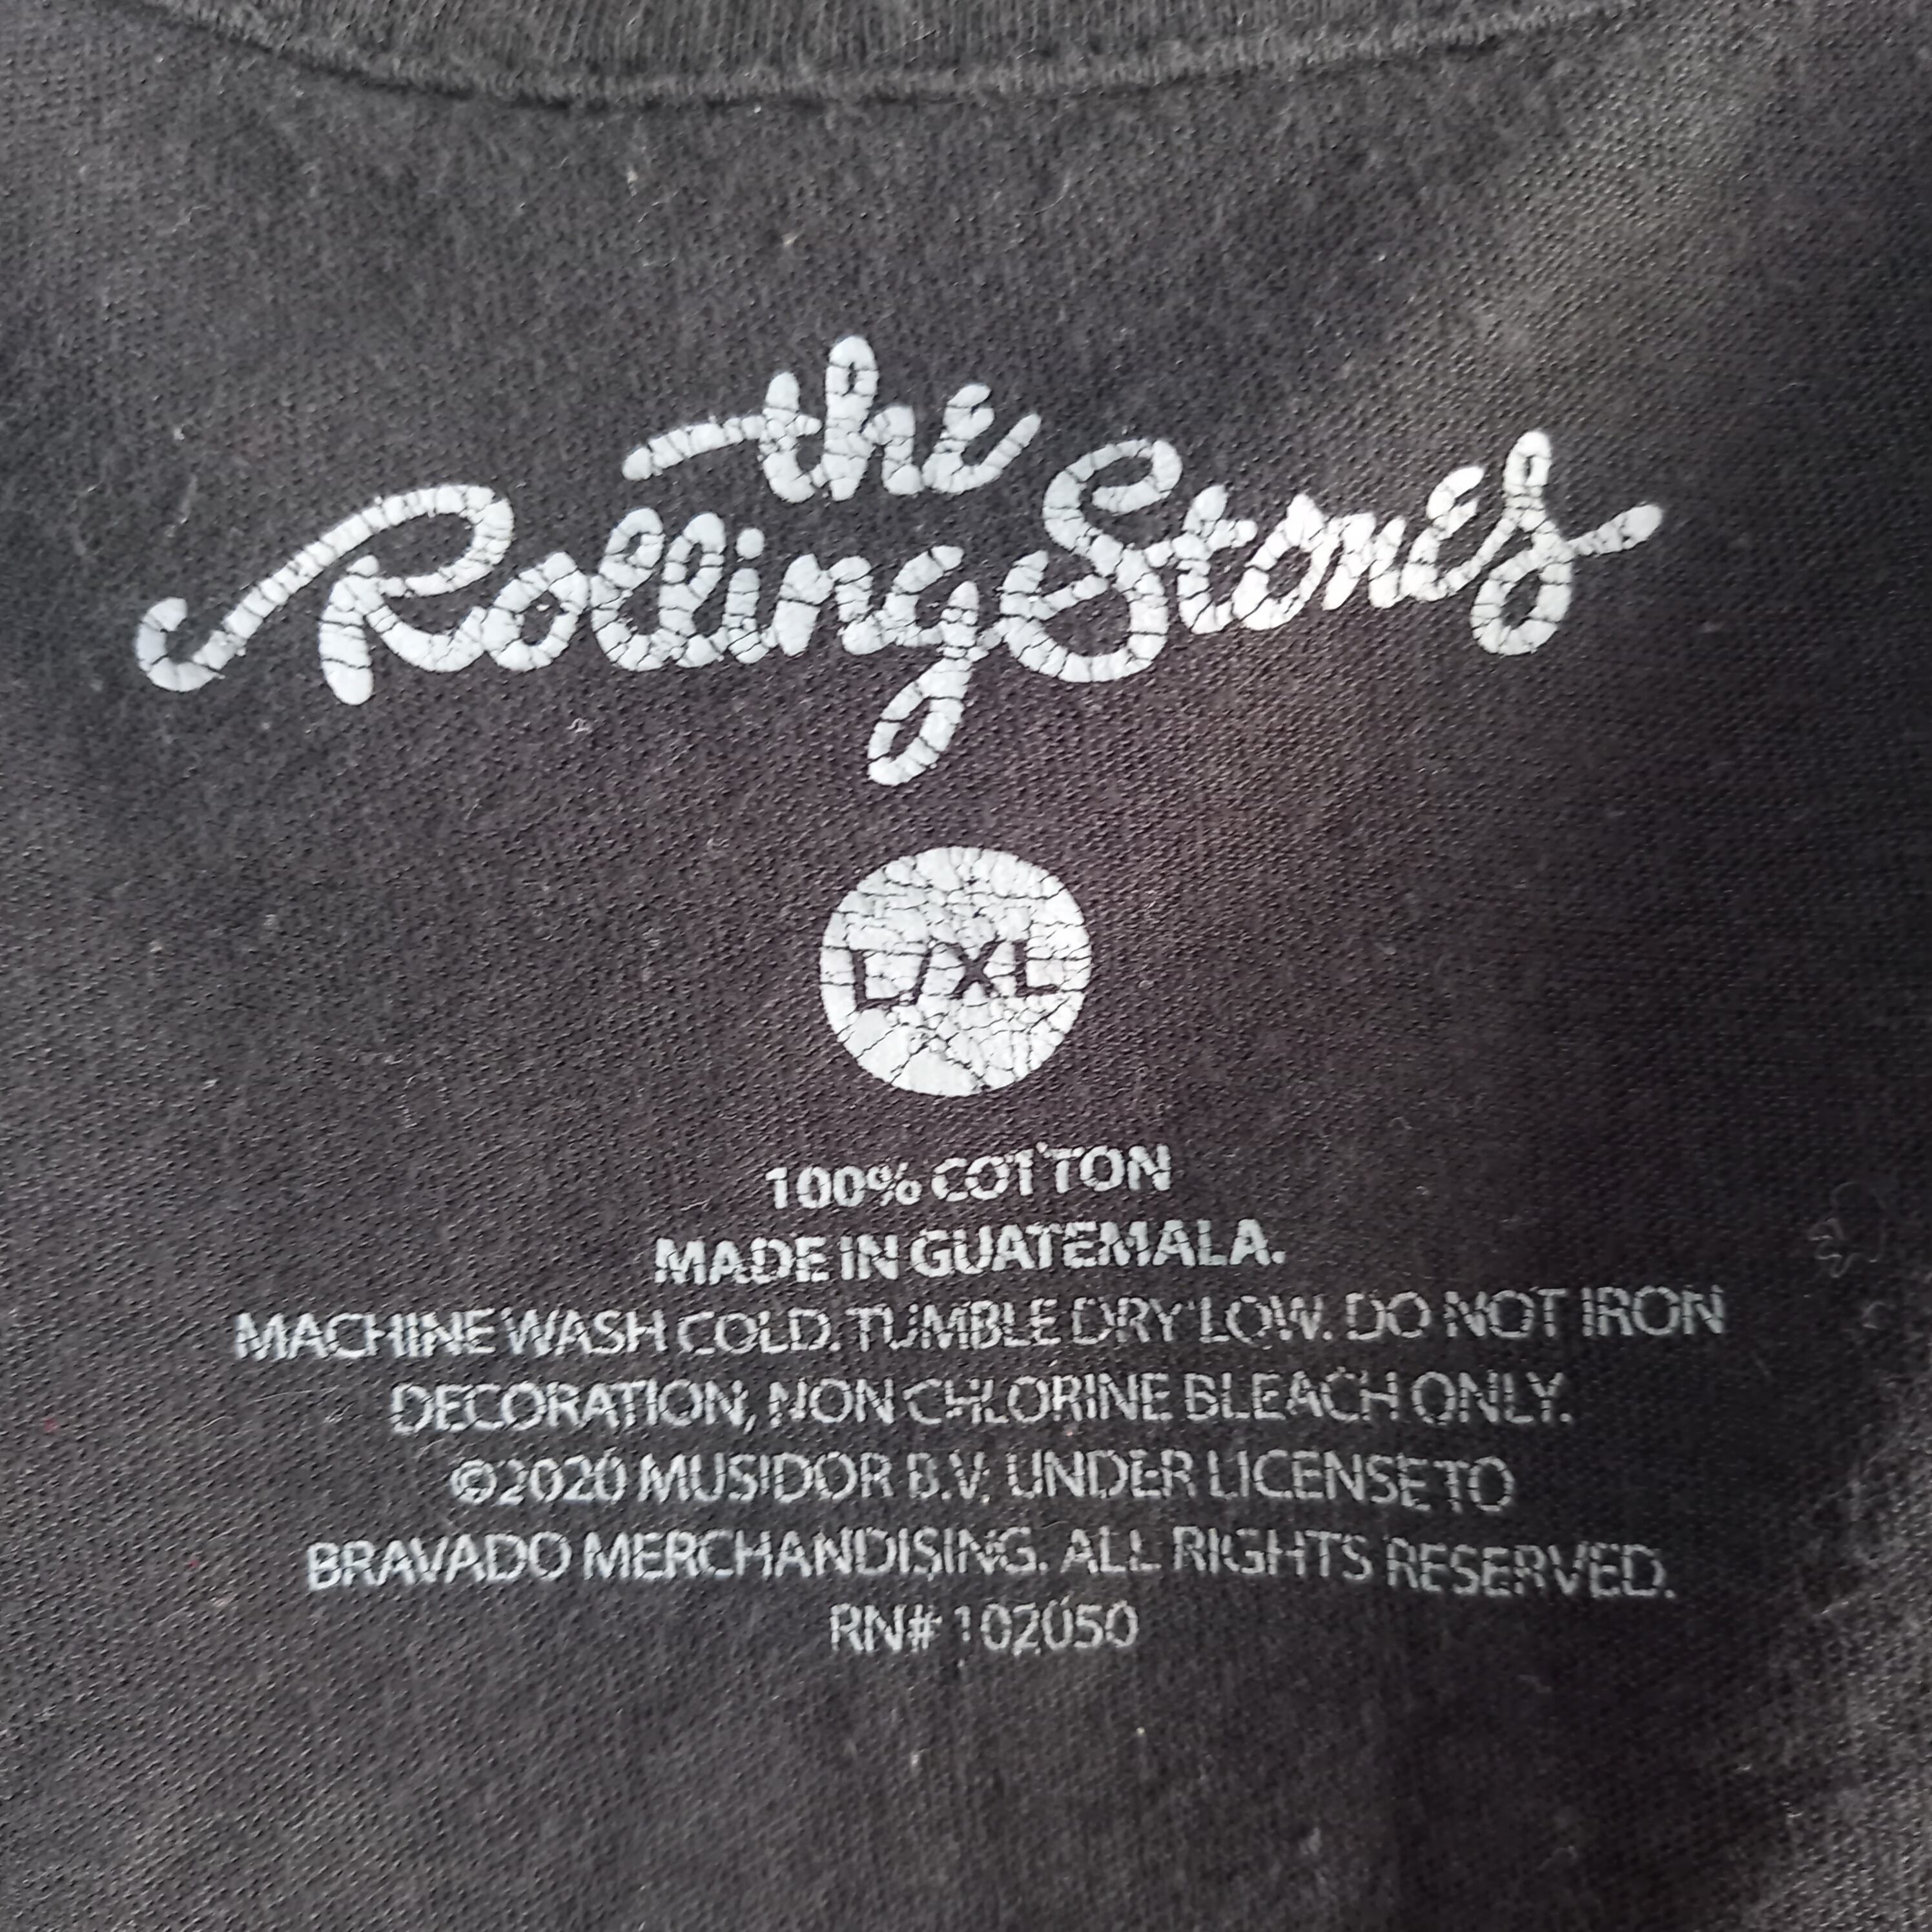 the
Rolling Stones
L/XL
100% COTTON
MADE IN GUATEMALA.
MACHINE WASH COLD. TUMBLE DRY LOW. DO NOT IRON
DECORATION, NON CHLORINE BLEACH ONLY.
©2020 MUSIDOR B.V. UNDER LICENSE TO
BRAVADO MERCHANDISING. ALL RIGHTS RESERVED.
RN# 102050